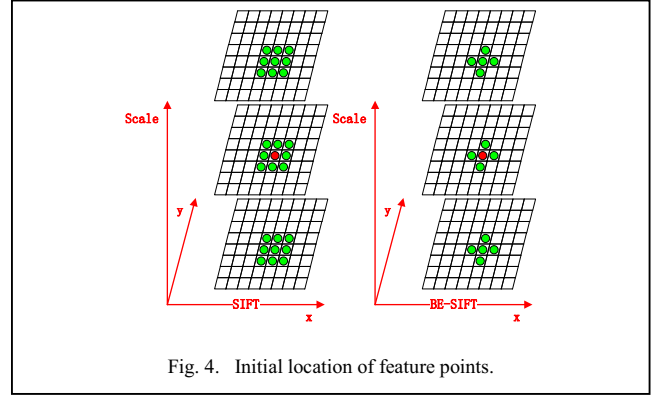 Scale
Scale
y
y
SIFT
BE-SIFT
x
x
Fig. 4. Initial location of feature points.